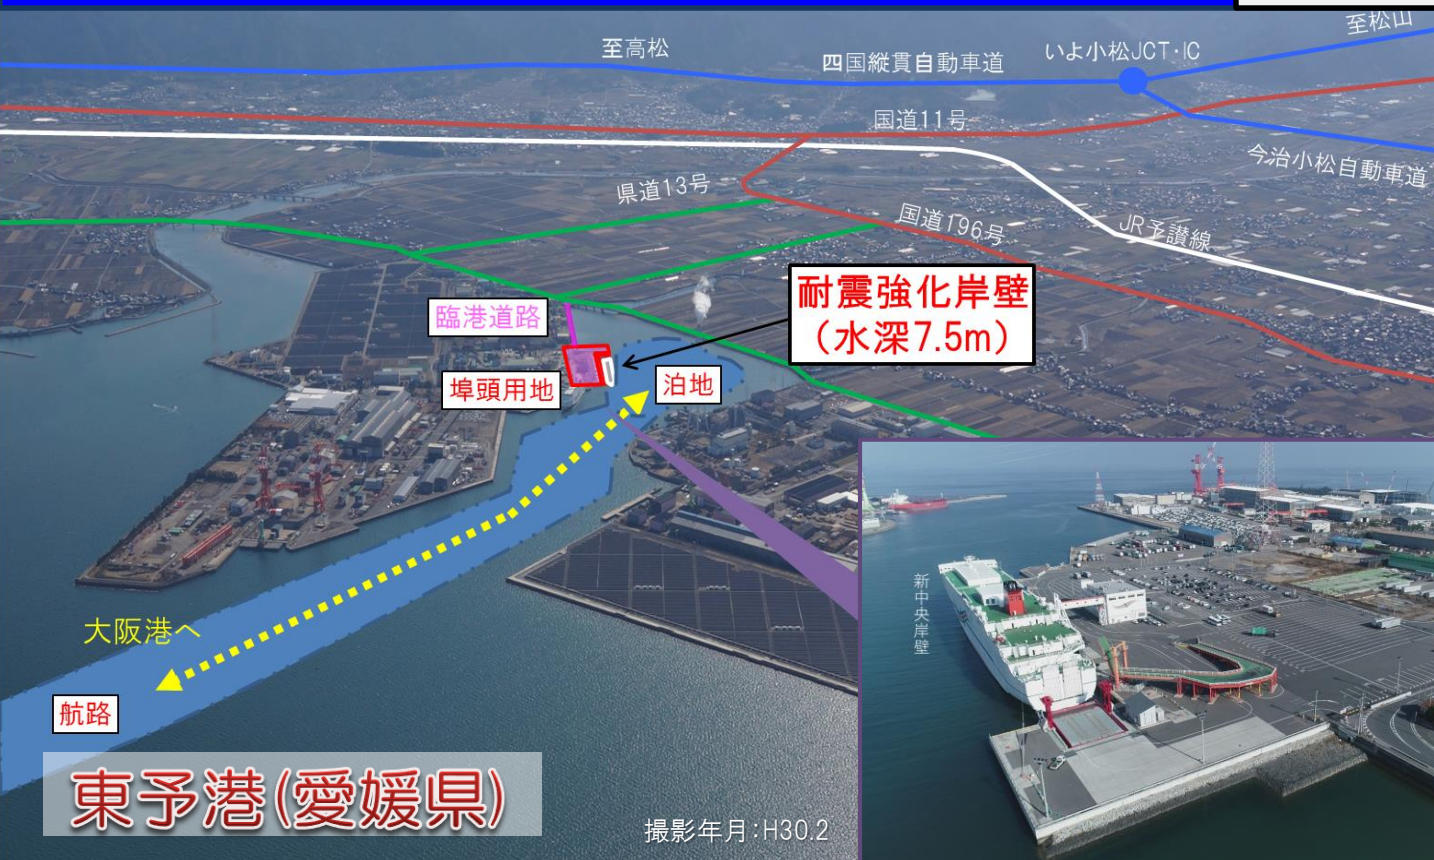 至高松
四国縦貫自動車道
いよ小松JCT・IC
至松山
国道11号
今治小松自動車道
県道13号
国道196号
JR予讃線
耐震強化岸壁
（水深7.5m）
臨港道路
埠頭用地
泊地
新中央岸壁
大阪港へ
航路
東予港(愛媛県)
撮影年月：H30.2